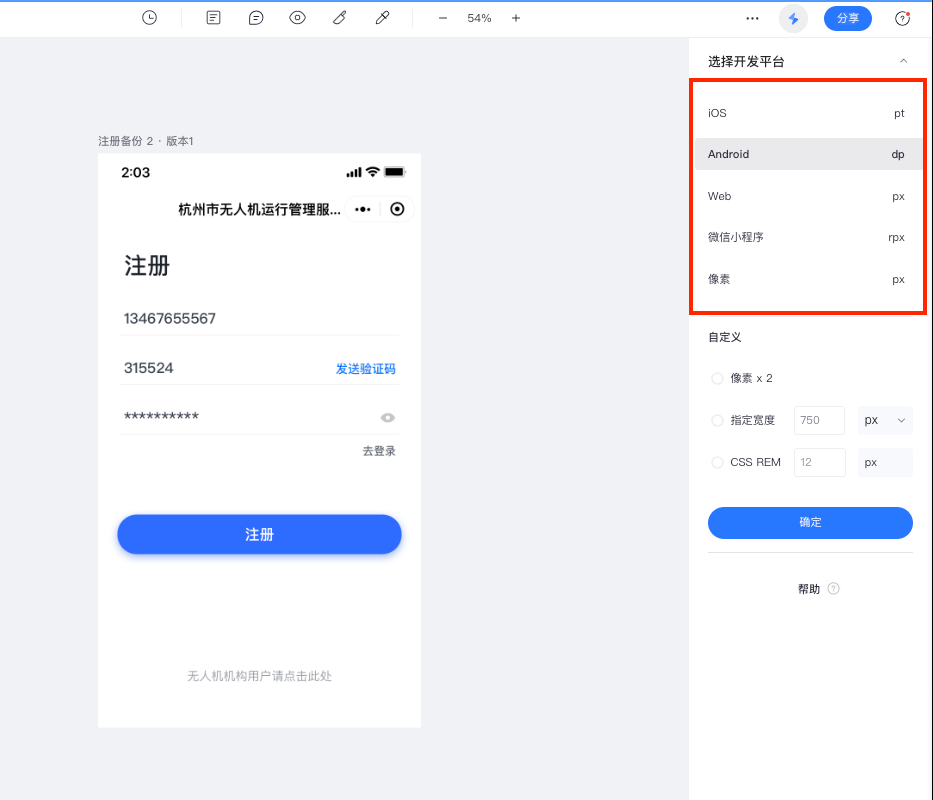 54%
分享
选择开发平台
iOS pt
Android dp
Web px
微信小程序 rpx
像素 px
自定义
像素 x 2
指定宽度 750 px
CSS REM 12 px
确定
帮助
注册备份 2 · 版本1
2:03
杭州市无人机运行管理服...
注册
13467655567
315524 发送验证码
**********
去登录
注册
无人机机构用户请点击此处